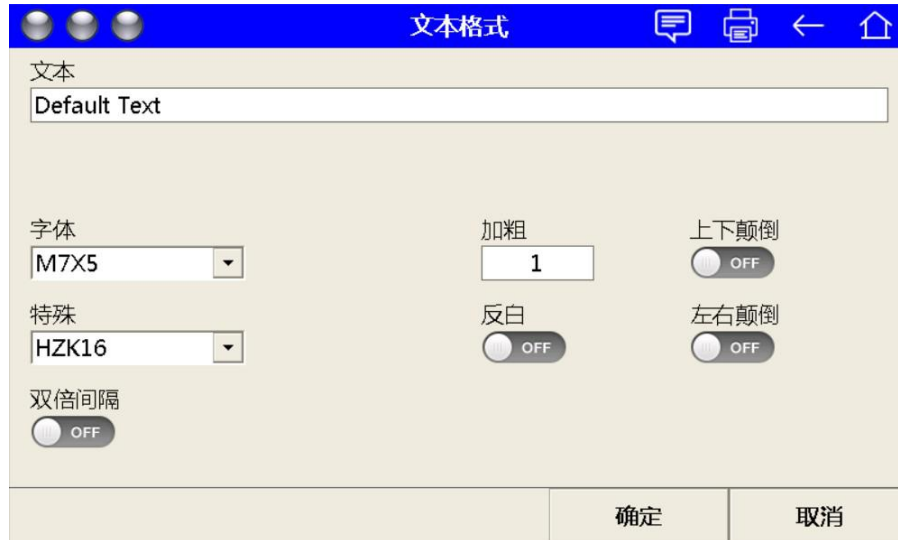 文本格式
文本
Default Text
字体 加粗 上下颠倒
M7X5 1 OFF
特殊 反白 左右颠倒
HZK16 OFF OFF
双倍间隔
OFF
确定 取消